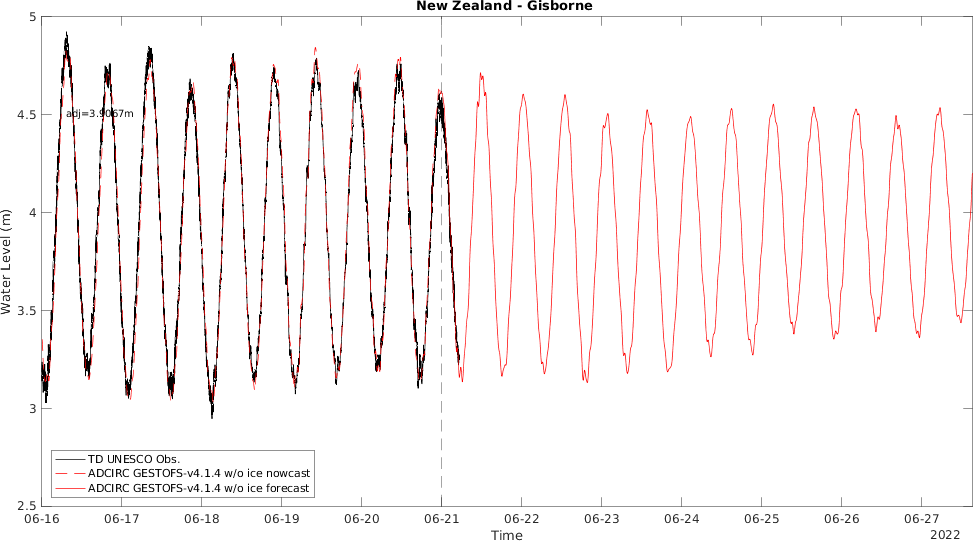 New Zealand - Gisborne
Water Level (m)
5
4.5
4
3.5
3
2.5
adj=3.9067m
TD UNESCO Obs.
ADCIRC GESTOFS-v4.1.4 w/o ice nowcast
ADCIRC GESTOFS-v4.1.4 w/o ice forecast
06-16 06-17 06-18 06-19 06-20 06-21 06-22 06-23 06-24 06-25 06-26 06-27
2022
Time